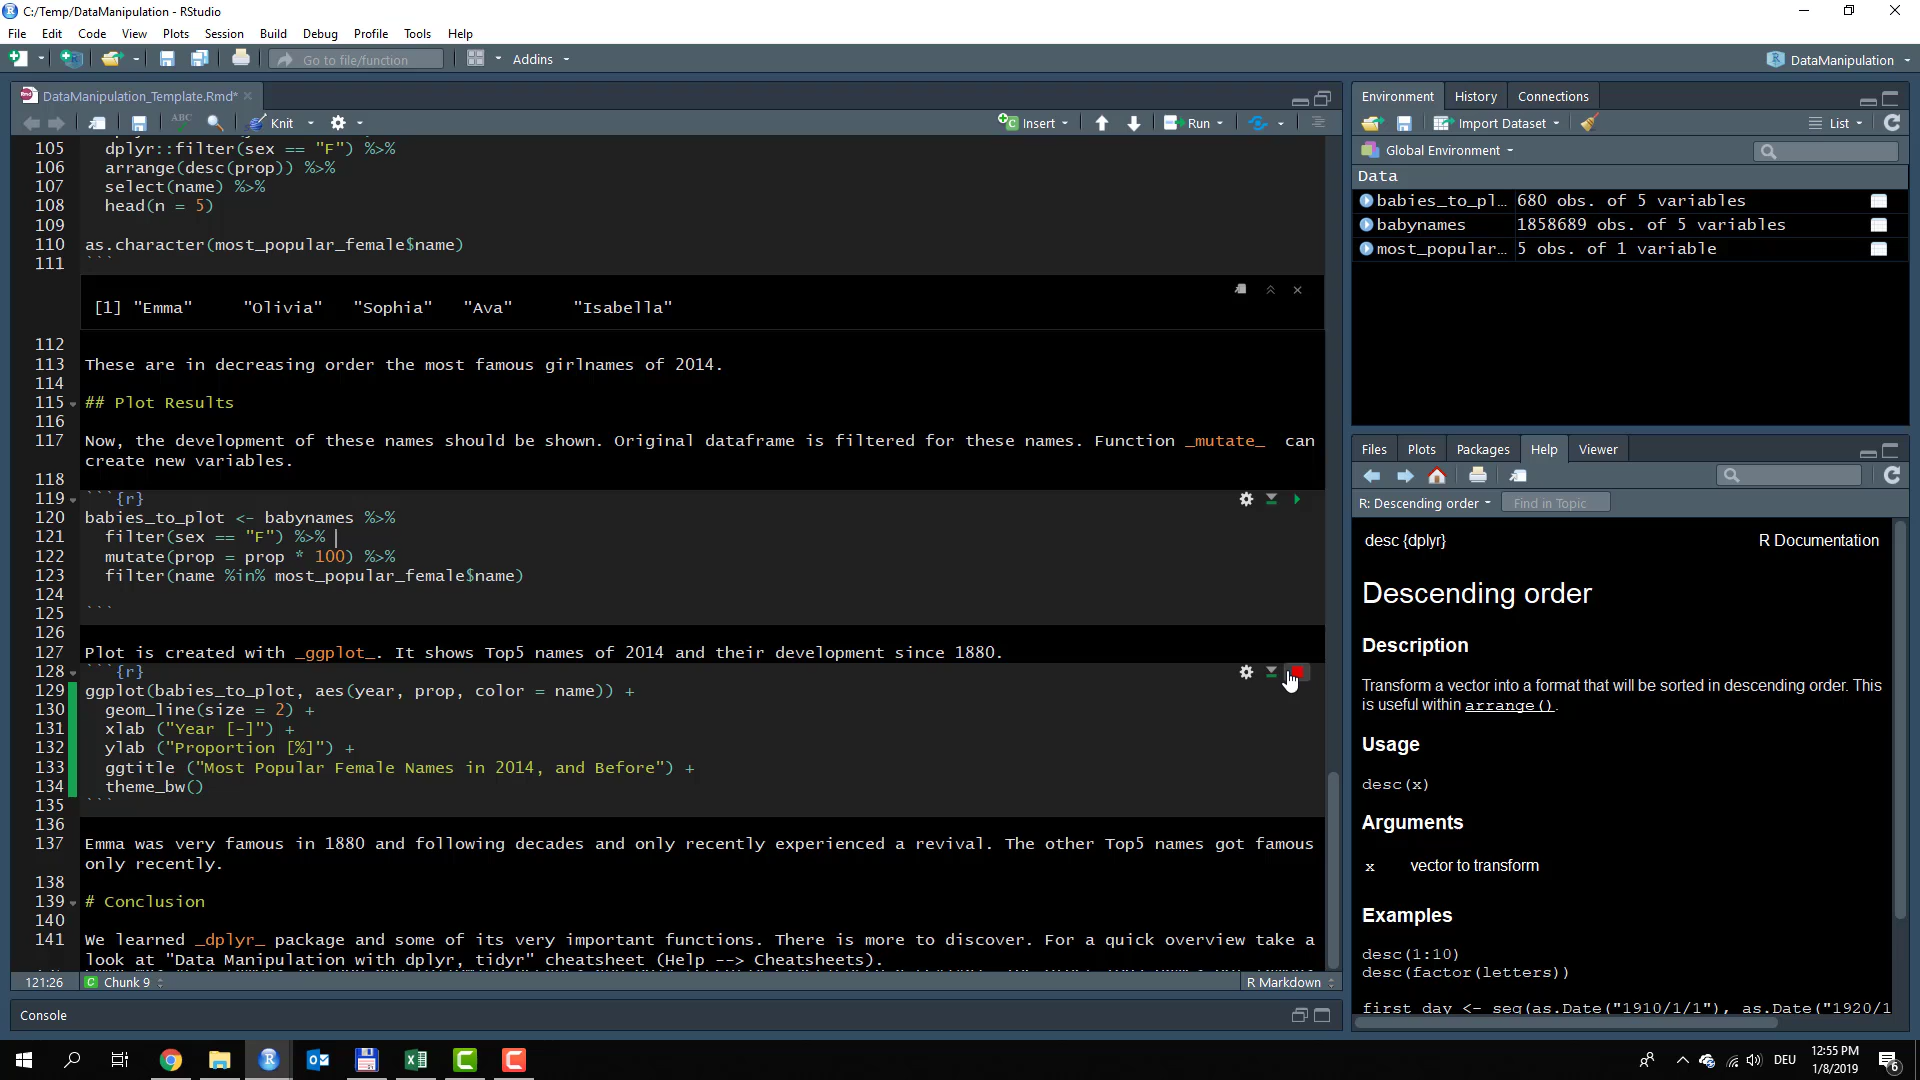 C:/Temp/DataManipulation - RStudio
File Edit Code View Plots Session Build Debug Profile Tools Help
Go to file/function Addins DataManipulation
DataManipulation_Template.Rmd*
ABC Knit Insert Run
105 dplyr::filter(sex == "F") %>%
106 arrange(desc(prop)) %>%
107 select(name) %>%
108 head(n = 5)
109
110 as.character(most_popular_female$name)
111 ```
[1] "Emma" "Olivia" "Sophia" "Ava" "Isabella"
112
113 These are in decreasing order the most famous girlnames of 2014.
114
115 ## Plot Results
116
117 Now, the development of these names should be shown. Original dataframe is filtered for these names. Function _mutate_ can
create new variables.
118
119 ```{r}
120 babies_to_plot <- babynames %>%
121 filter(sex == "F") %>%
122 mutate(prop = prop * 100) %>%
123 filter(name %in% most_popular_female$name)
124
125 ```
126
127 Plot is created with _ggplot_. It shows Top5 names of 2014 and their development since 1880.
128 ```{r}
129 ggplot(babies_to_plot, aes(year, prop, color = name)) +
130 geom_line(size = 2) +
131 xlab ("Year [-]") +
132 ylab ("Proportion [%]") +
133 ggtitle ("Most Popular Female Names in 2014, and Before") +
134 theme_bw()
135 ```
136
137 Emma was very famous in 1880 and following decades and only recently experienced a revival. The other Top5 names got famous
only recently.
138
139 # Conclusion
140
141 We learned _dplyr_ package and some of its very important functions. There is more to discover. For a quick overview take a
look at "Data Manipulation with dplyr, tidyr" cheatsheet (Help --> Cheatsheets).
121:26 Chunk 9 R Markdown
Console
Environment History Connections
Import Dataset List
Global Environment
Data
babies_to_pl… 680 obs. of 5 variables
babynames 1858689 obs. of 5 variables
most_popular… 5 obs. of 1 variable
Files Plots Packages Help Viewer
R: Descending order Find in Topic
desc {dplyr} R Documentation
Descending order
Description
Transform a vector into a format that will be sorted in descending order. This
is useful within arrange().
Usage
desc(x)
Arguments
x vector to transform
Examples
desc(1:10)
desc(factor(letters))
first_day <- seq(as.Date("1910/1/1"), as.Date("1920/1
DEU 12:55 PM
1/8/2019
6